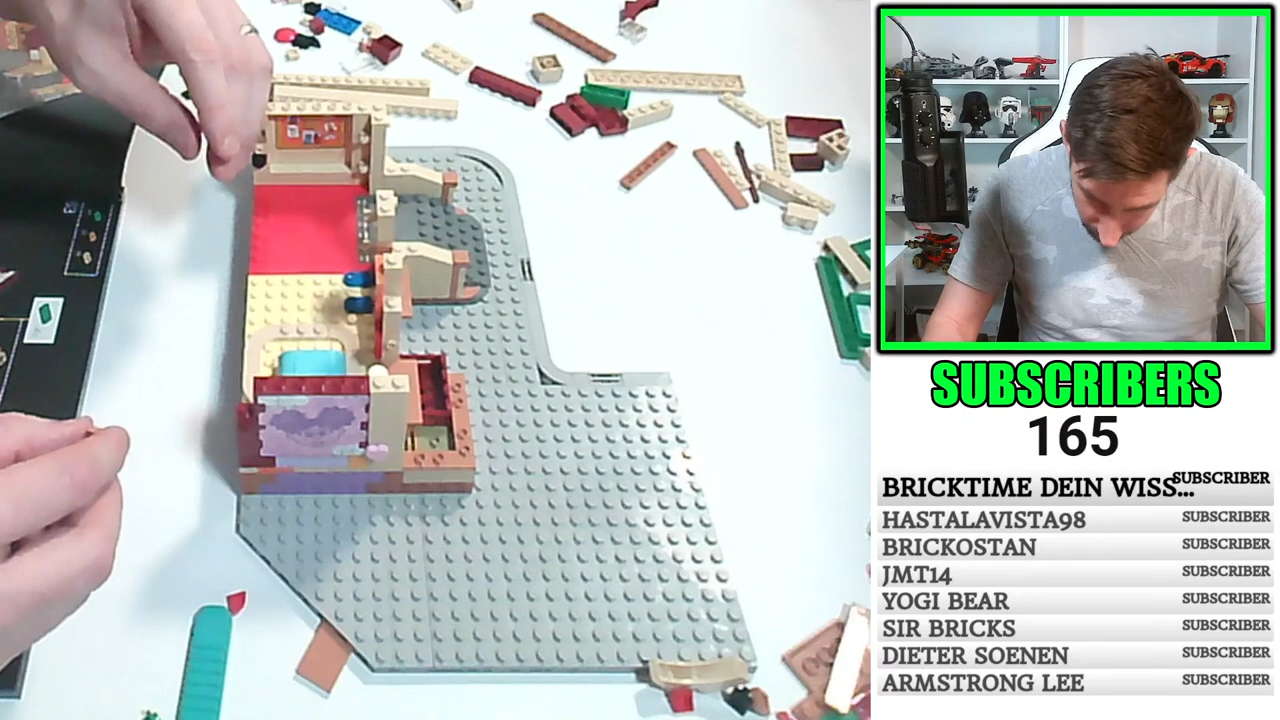 SUBSCRIBERS
165
BRICKTIME DEIN WISS... SUBSCRIBER
HASTALAVISTA98 SUBSCRIBER
BRICKOSTAN SUBSCRIBER
JMT14 SUBSCRIBER
YOGI BEAR SUBSCRIBER
SIR BRICKS SUBSCRIBER
DIETER SOENEN SUBSCRIBER
ARMSTRONG LEE SUBSCRIBER